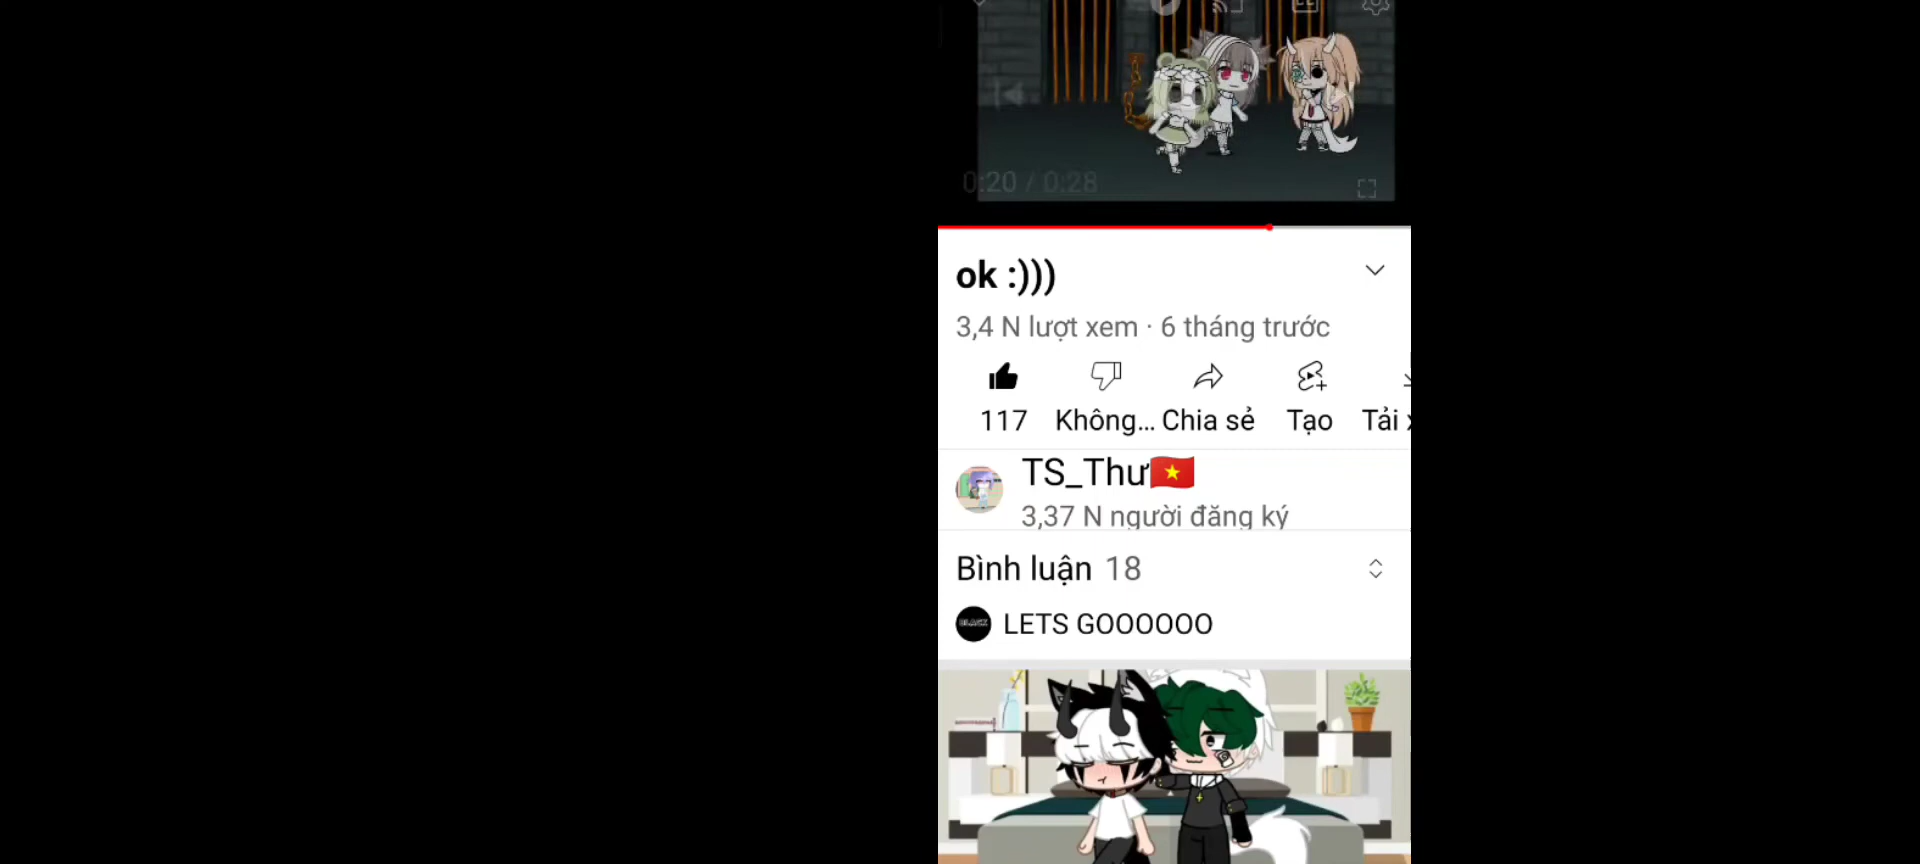 0:20 / 0:28
ok :)))
3,4 N lượt xem · 6 tháng trước
117 Không... Chia sẻ Tạo Tải
TS_Thư🇻🇳
3,37 N người đăng ký
Bình luận 18
BLACK LETS GOOOOOO